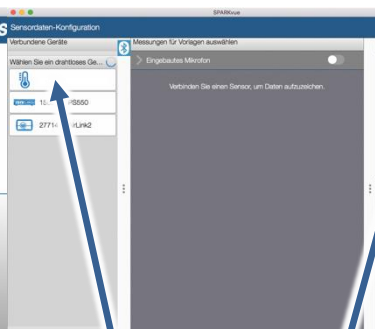 SPARKvue
Sensordaten-Konfiguration
Verbundene Geräte
Messungen für Vorlagen auswählen
Wählen Sie ein drahtloses Ge...
Eingebautes Mikrofon
Verbinden Sie einen Sensor, um Daten aufzuzeichen.